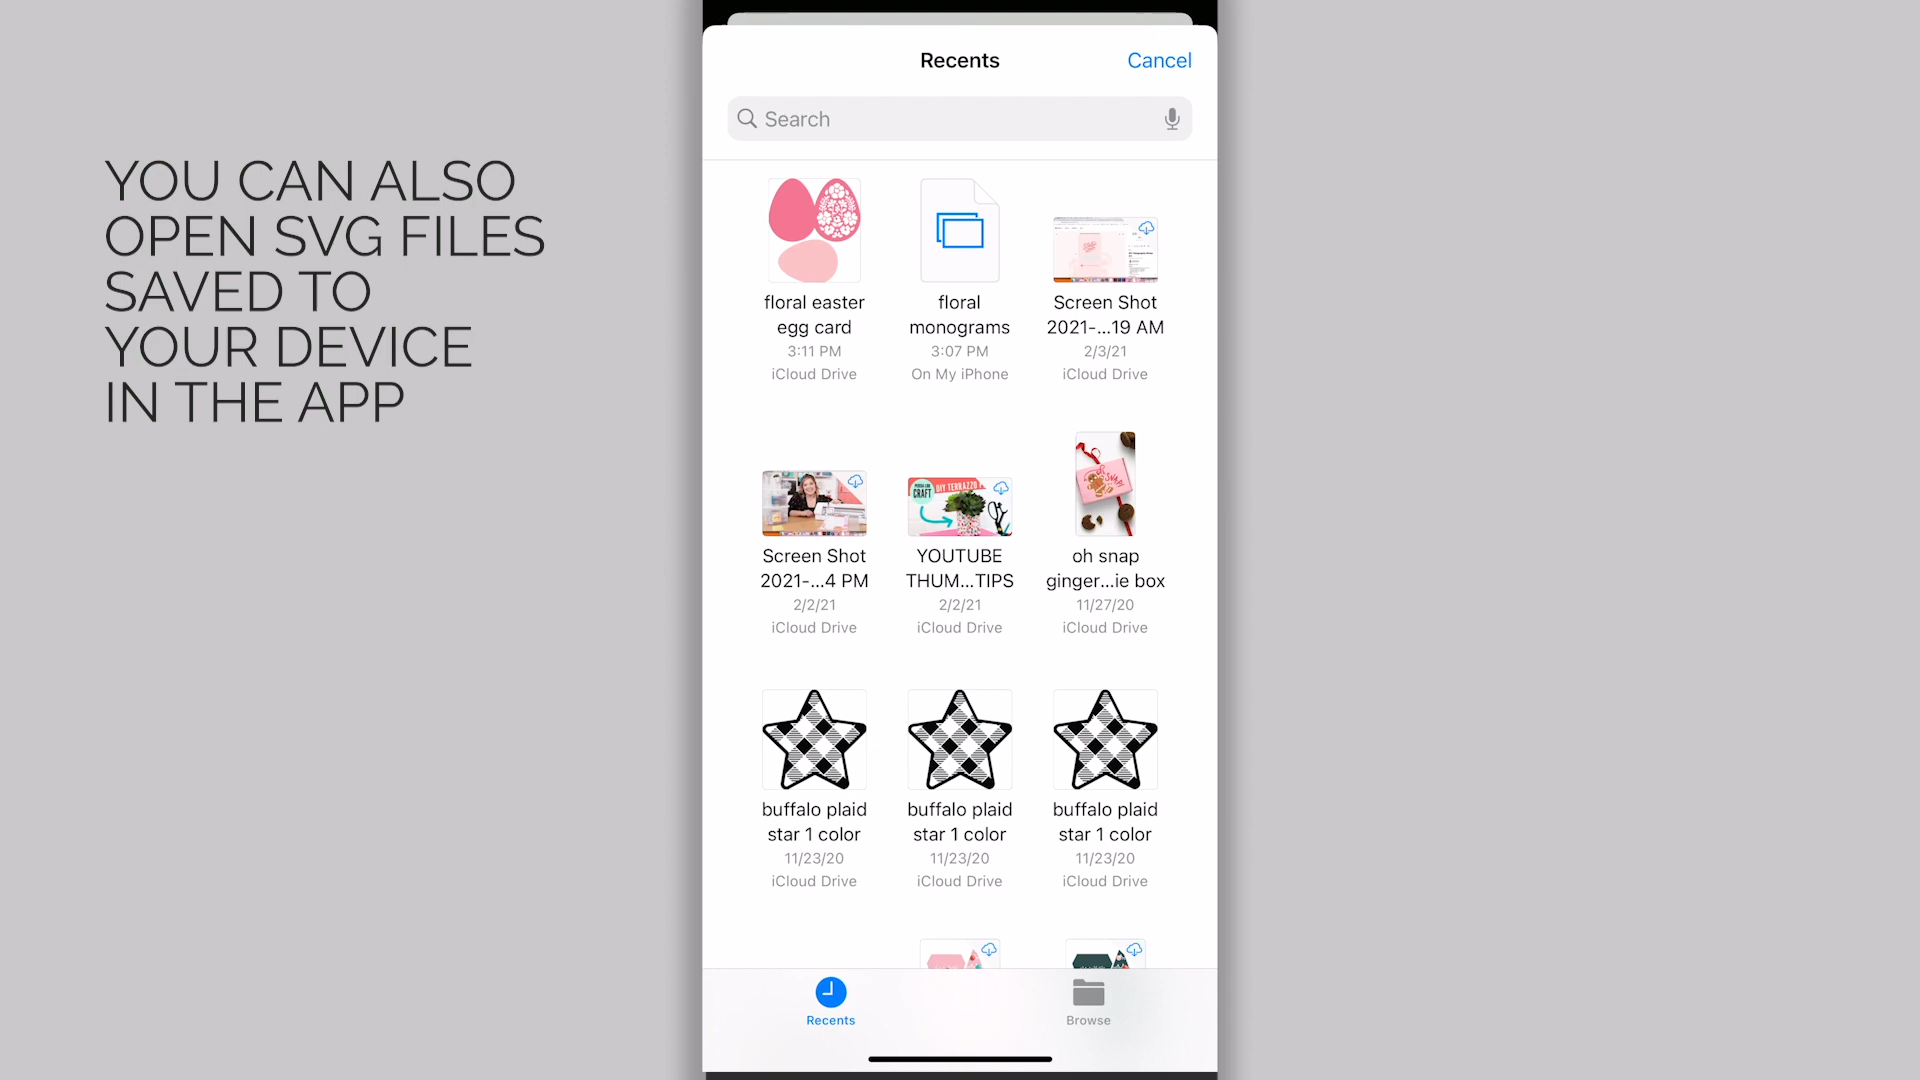 YOU CAN ALSO
OPEN SVG FILES
SAVED TO
YOUR DEVICE
IN THE APP
Recents
Cancel
Search
floral easter
egg card
3:11 PM
iCloud Drive
floral
monograms
3:07 PM
On My iPhone
Screen Shot
2021-...19 AM
2/3/21
iCloud Drive
CRAFT
DIY TERRAZZO
oh SNAP!
Screen Shot
2021-...4 PM
2/2/21
iCloud Drive
YOUTUBE
THUM...TIPS
2/2/21
iCloud Drive
oh snap
ginger...ie box
11/27/20
iCloud Drive
buffalo plaid
star 1 color
11/23/20
iCloud Drive
buffalo plaid
star 1 color
11/23/20
iCloud Drive
buffalo plaid
star 1 color
11/23/20
iCloud Drive
Recents
Browse